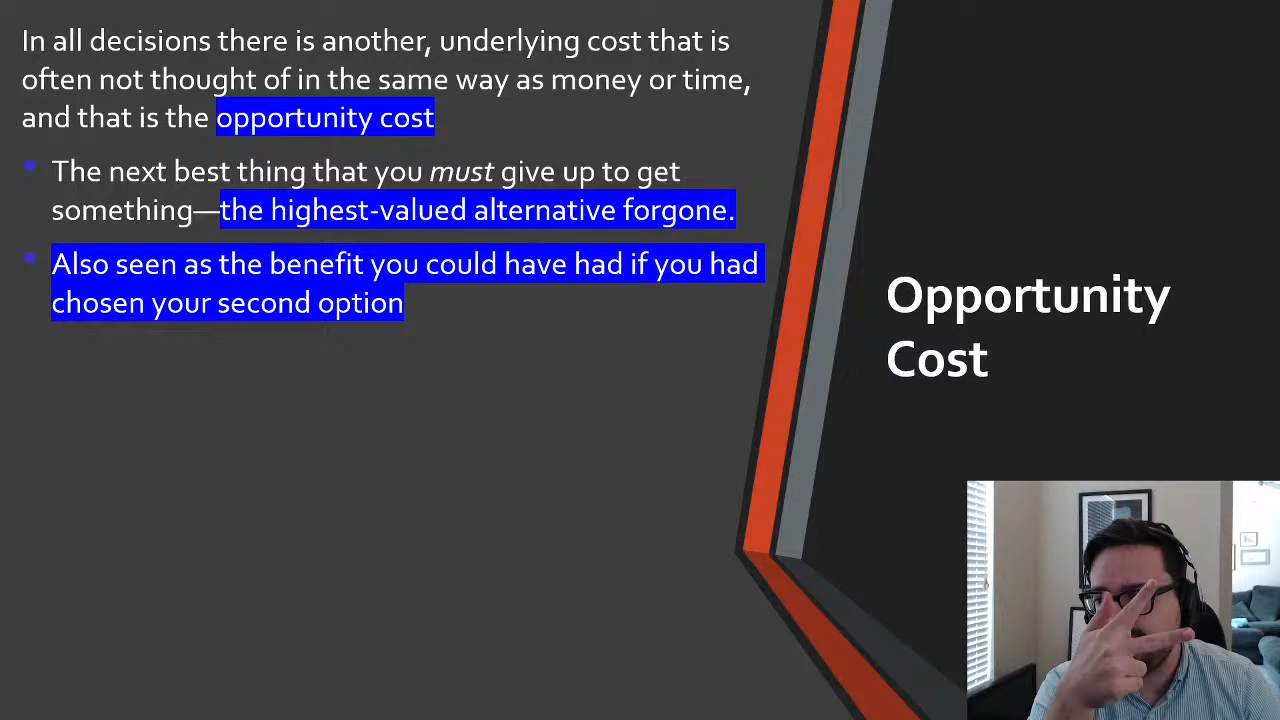 In all decisions there is another, underlying cost that is
often not thought of in the same way as money or time,
and that is the opportunity cost
• The next best thing that you must give up to get
something—the highest-valued alternative forgone.
• Also seen as the benefit you could have had if you had
chosen your second option
Opportunity
Cost